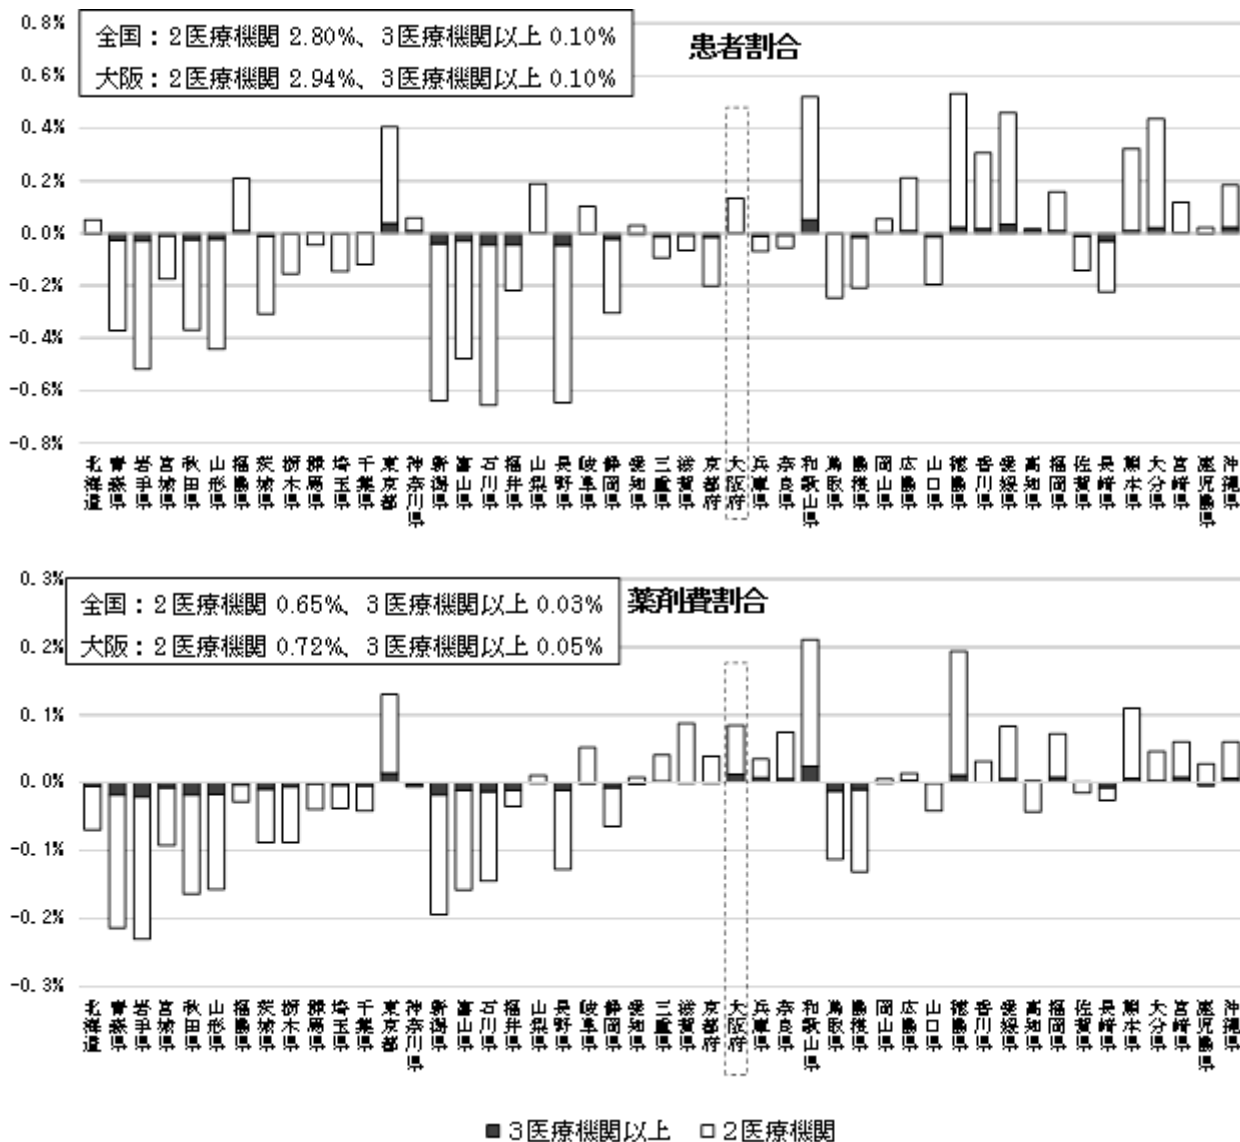 0.8%
全国：２医療機関 2.80%、３医療機関以上 0.10%
大阪：２医療機関 2.94%、３医療機関以上 0.10%
患者割合
0.6%
0.4%
0.2%
0.0%
-0.2%
-0.4%
-0.6%
-0.8%
北海道
青森県
岩手県
宮城県
秋田県
山形県
福島県
茨城県
栃木県
群馬県
埼玉県
千葉県
東京都
神奈川県
新潟県
富山県
石川県
福井県
山梨県
長野県
岐阜県
静岡県
愛知県
三重県
滋賀県
京都府
大阪府
兵庫県
奈良県
和歌山県
鳥取県
島根県
岡山県
広島県
山口県
徳島県
香川県
愛媛県
高知県
福岡県
佐賀県
長崎県
熊本県
大分県
宮崎県
鹿児島県
沖縄県
0.3%
全国：２医療機関 0.65%、３医療機関以上 0.03%
大阪：２医療機関 0.72%、３医療機関以上 0.05%
薬剤費割合
0.2%
0.1%
0.0%
-0.1%
-0.2%
-0.3%
北海道
青森県
岩手県
宮城県
秋田県
山形県
福島県
茨城県
栃木県
群馬県
埼玉県
千葉県
東京都
神奈川県
新潟県
富山県
石川県
福井県
山梨県
長野県
岐阜県
静岡県
愛知県
三重県
滋賀県
京都府
大阪府
兵庫県
奈良県
和歌山県
鳥取県
島根県
岡山県
広島県
山口県
徳島県
香川県
愛媛県
高知県
福岡県
佐賀県
長崎県
熊本県
大分県
宮崎県
鹿児島県
沖縄県
３医療機関以上 ２医療機関